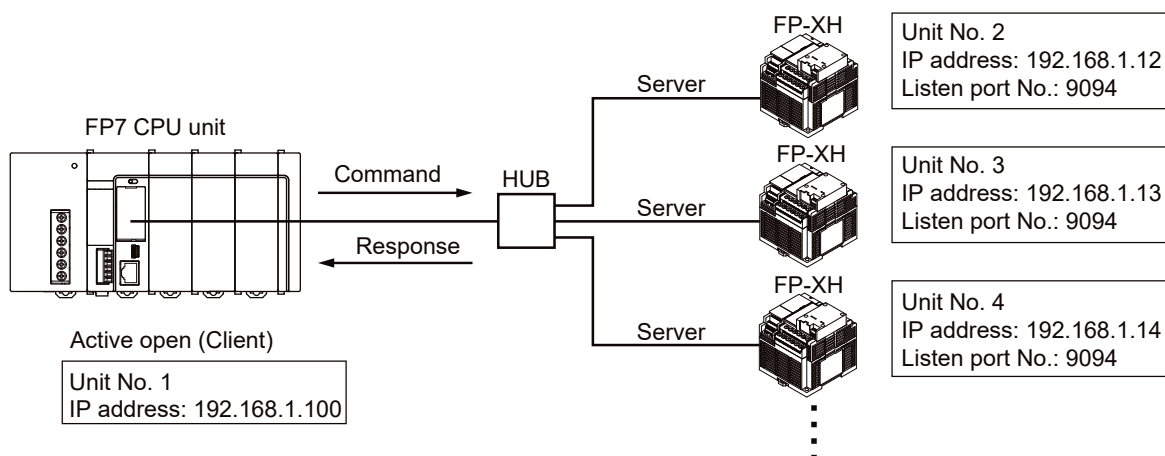 FP7 CPU unit
Command
Response
HUB
Active open (Client)
Unit No. 1
IP address: 192.168.1.100
Server
FP-XH
Unit No. 2
IP address: 192.168.1.12
Listen port No.: 9094
Server
FP-XH
Unit No. 3
IP address: 192.168.1.13
Listen port No.: 9094
Server
FP-XH
Unit No. 4
IP address: 192.168.1.14
Listen port No.: 9094